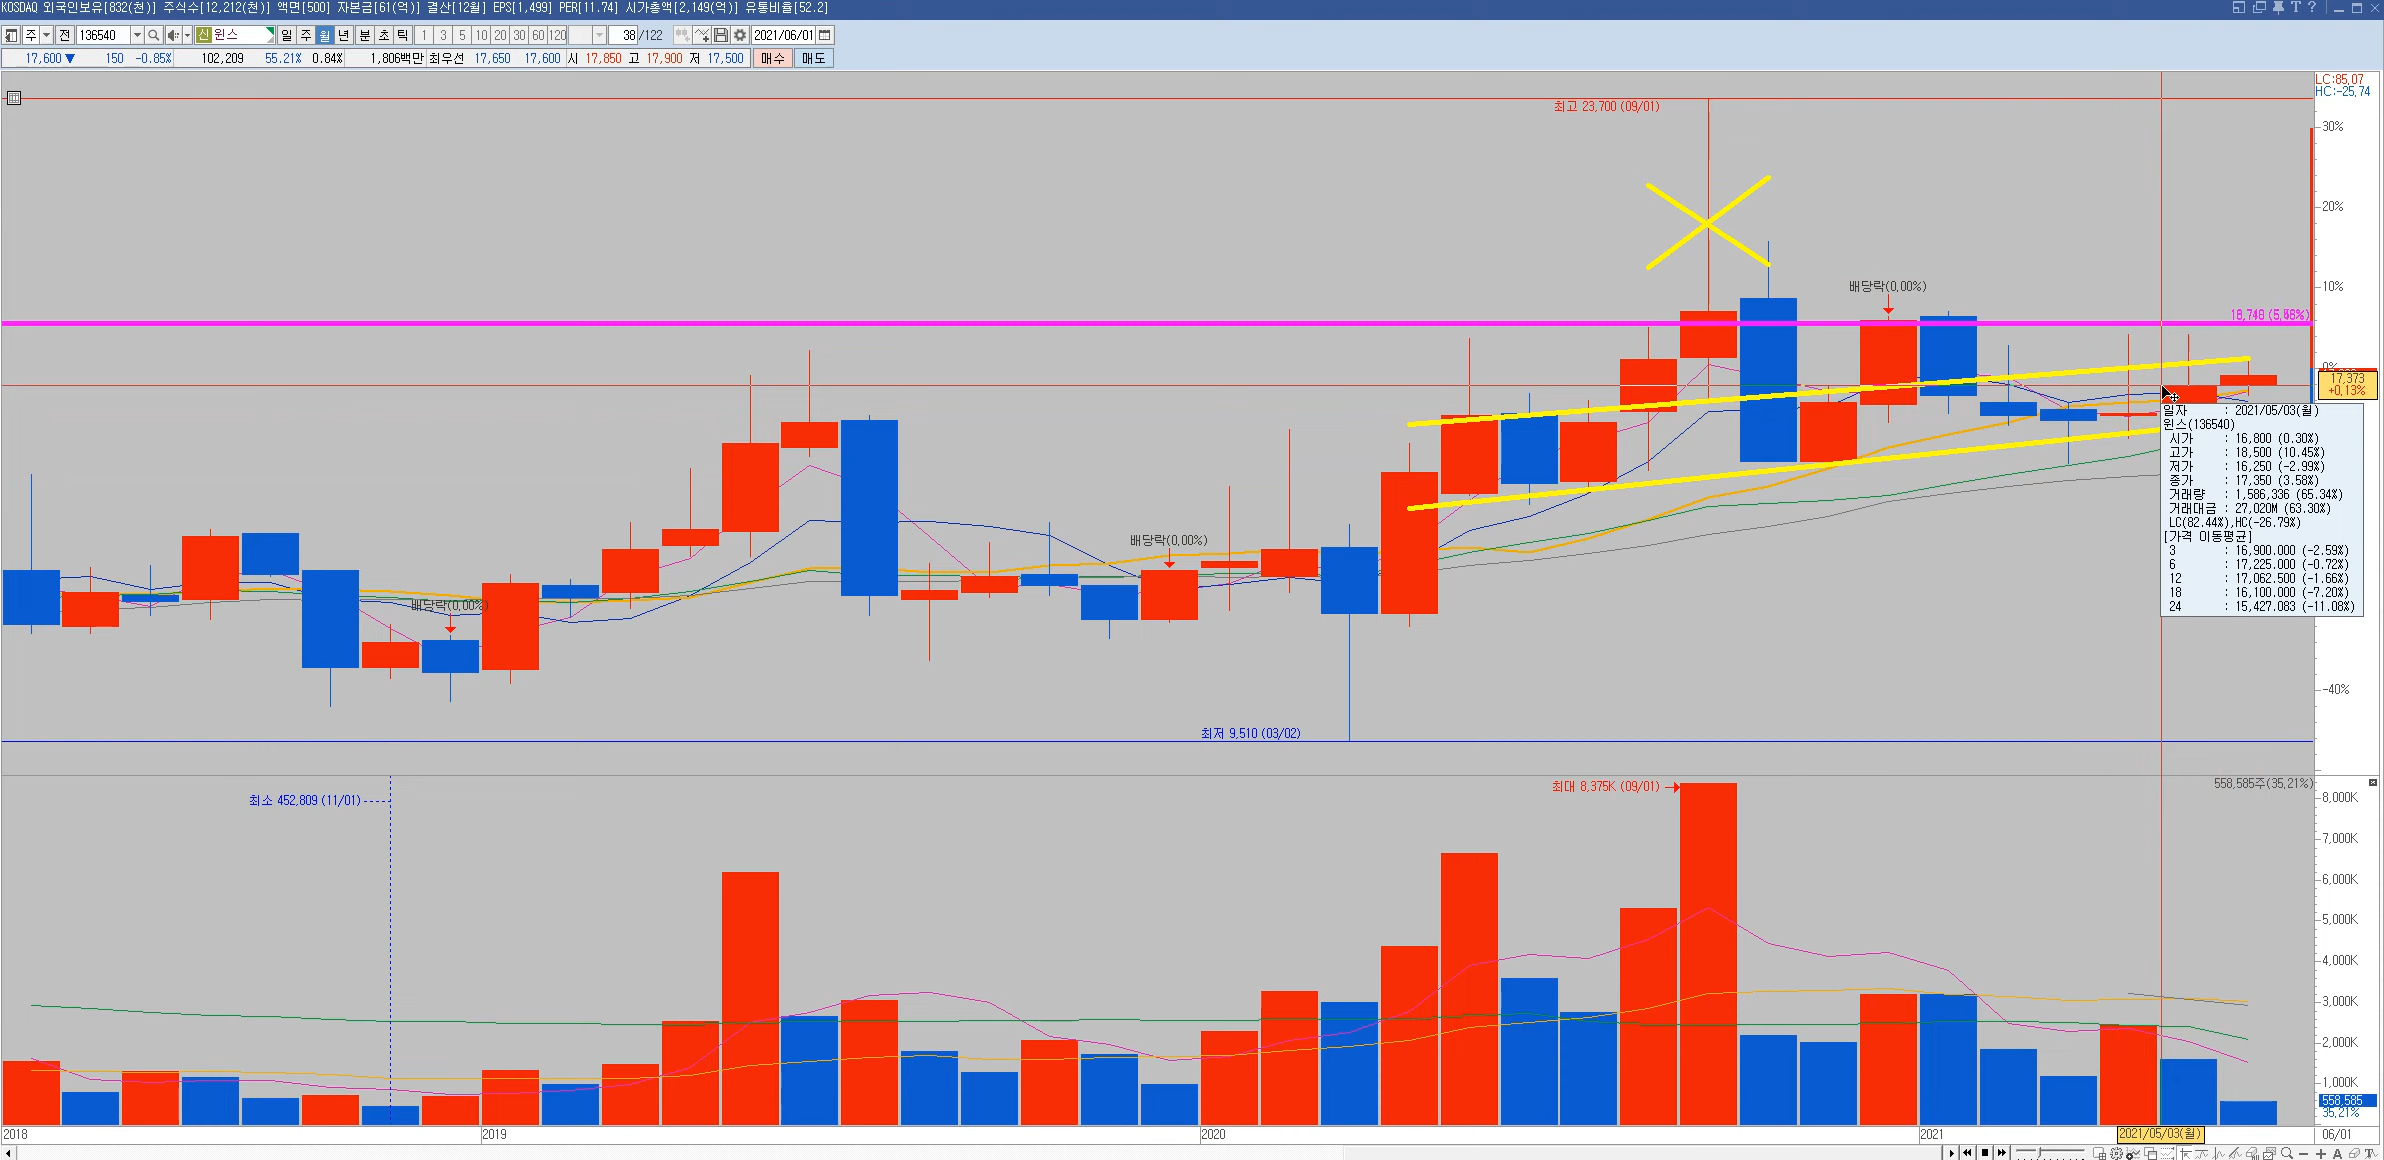 KOSDAQ 외국인보유[832(천)] 주식수[12,212(천)] 액면[500] 자본금[61(억)] 결산[12월] EPS[1,499] PER[11.74] 시가총액[2,149(억)] 유통비율[52.2]
주 전 136540 신 윈스 일 주 월 년 분 초 틱 1 3 5 10 20 30 60 120 38 /122 2021/06/01
17,600 ▼ 150 -0.85% 102,209 55.21% 0.84% 1,806백만 최우선 17,650 17,600 시 17,850 고 17,900 저 17,500 매수 매도
LC:85.07
HC:-25.74
최고 23,700 (09/01)
30%
20%
10%
배당락(0.00%)
0%
17,373
+0.13%
일자 : 2021/05/03(월)
윈스(136540)
시가 : 16,800 (0.30%)
고가 : 18,500 (10.45%)
저가 : 16,250 (-2.99%)
종가 : 17,350 (3.58%)
거래량 : 1,586,336 (65.34%)
거래대금 : 27,020M (63.30%)
LC(82.44%),HC(-26.79%)
[가격 이동평균]
3 : 16,900.000 (-2.59%)
6 : 17,225.000 (-0.72%)
12 : 17,062.500 (-1.66%)
18 : 16,100.000 (-7.20%)
24 : 15,427.083 (-11.08%)
배당락(0.00%)
배당락(0.00%)
-40%
최저 9,510 (03/02)
558,585주(35.21%)
최대 8,375K (09/01)
최소 452,809 (11/01)
8,000K
7,000K
6,000K
5,000K
4,000K
3,000K
2,000K
1,000K
558,585
35.21%
2018 2019 2020 2021 2021/05/03(월) 06/01